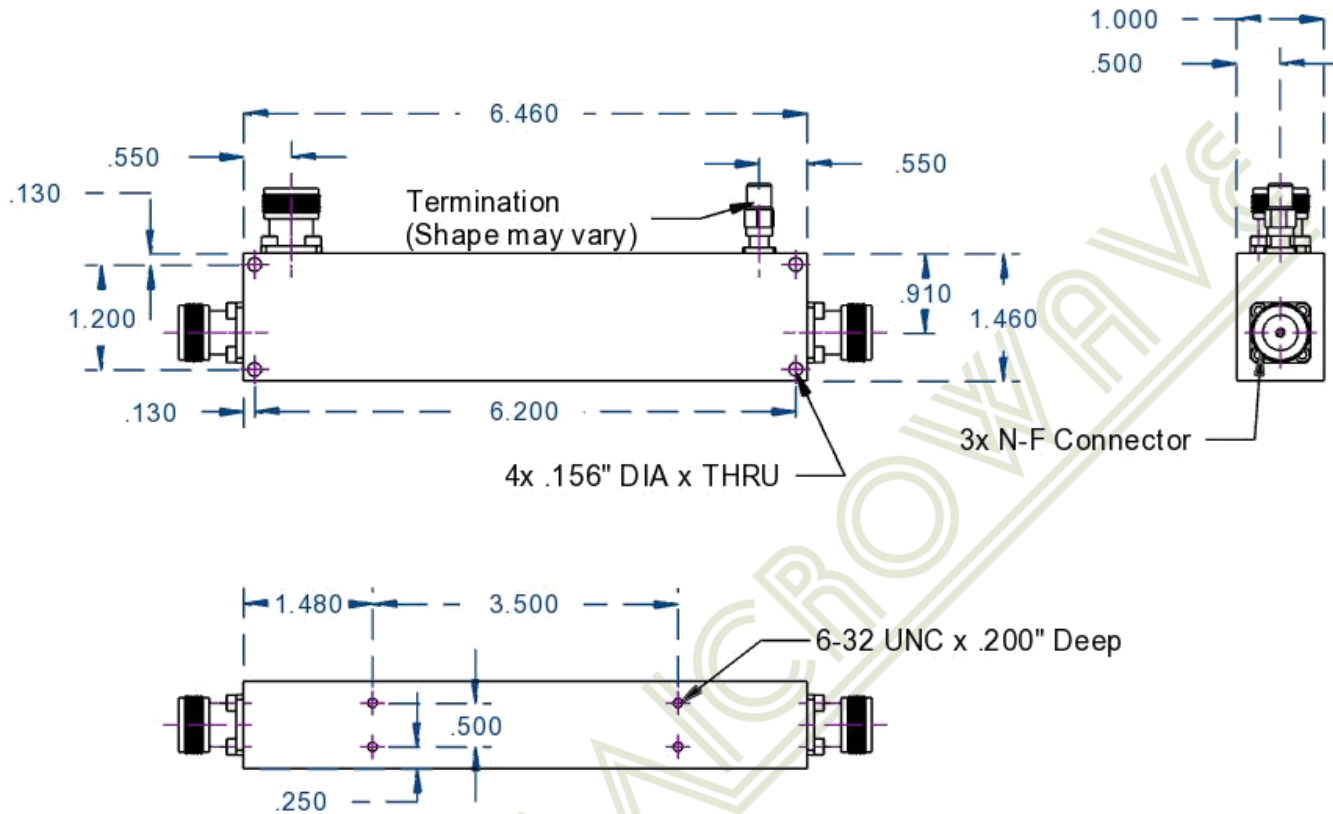 1.000
.500
6.460
.550
.550
.130
Termination
(Shape may vary)
.910
1.200
1.460
.130
6.200
3x N-F Connector
4x .156" DIA x THRU
1.480
3.500
6-32 UNC x .200" Deep
.500
.250
MICROWAVE